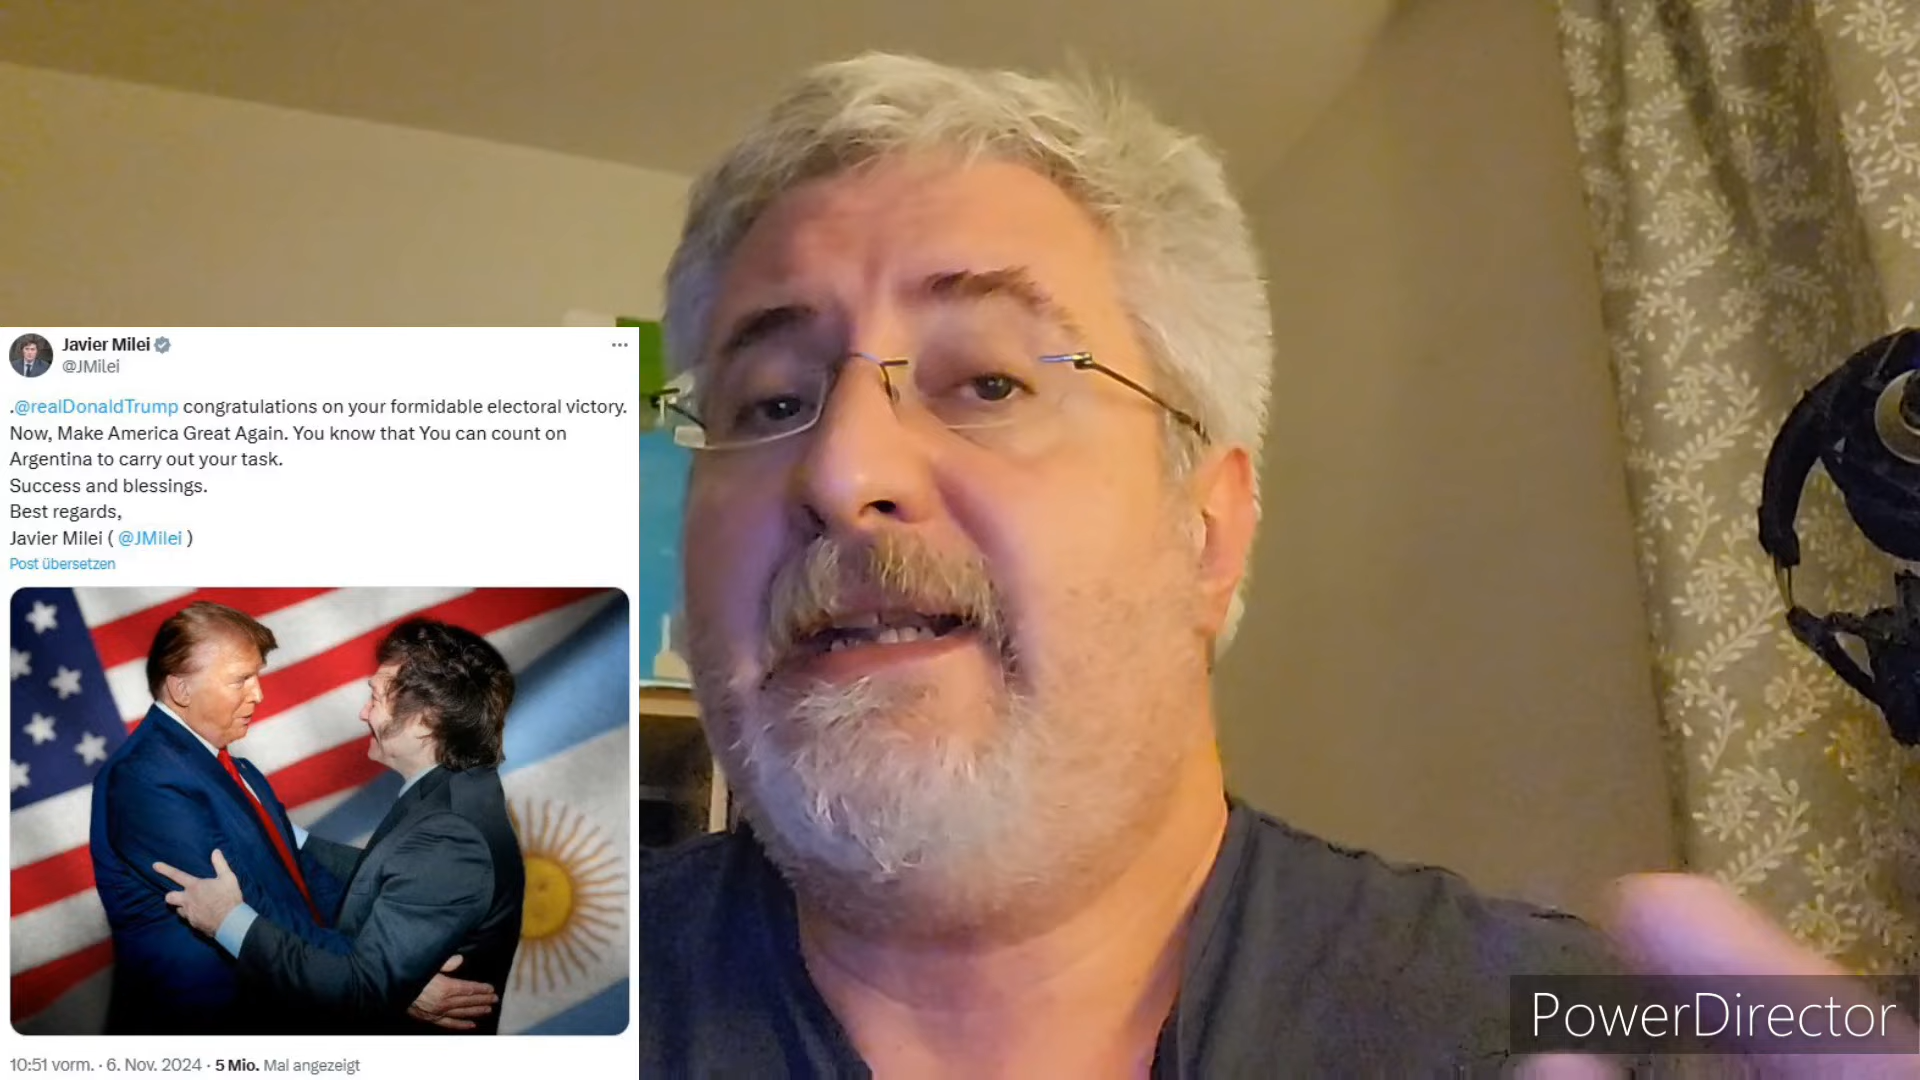 Javier Milei
@JMilei
.@realDonaldTrump congratulations on your formidable electoral victory.
Now, Make America Great Again. You know that You can count on
Argentina to carry out your task.
Success and blessings.
Best regards,
Javier Milei ( @JMilei )
Post übersetzen
10:51 vorm. · 6. Nov. 2024 · 5 Mio. Mal angezeigt
PowerDirector